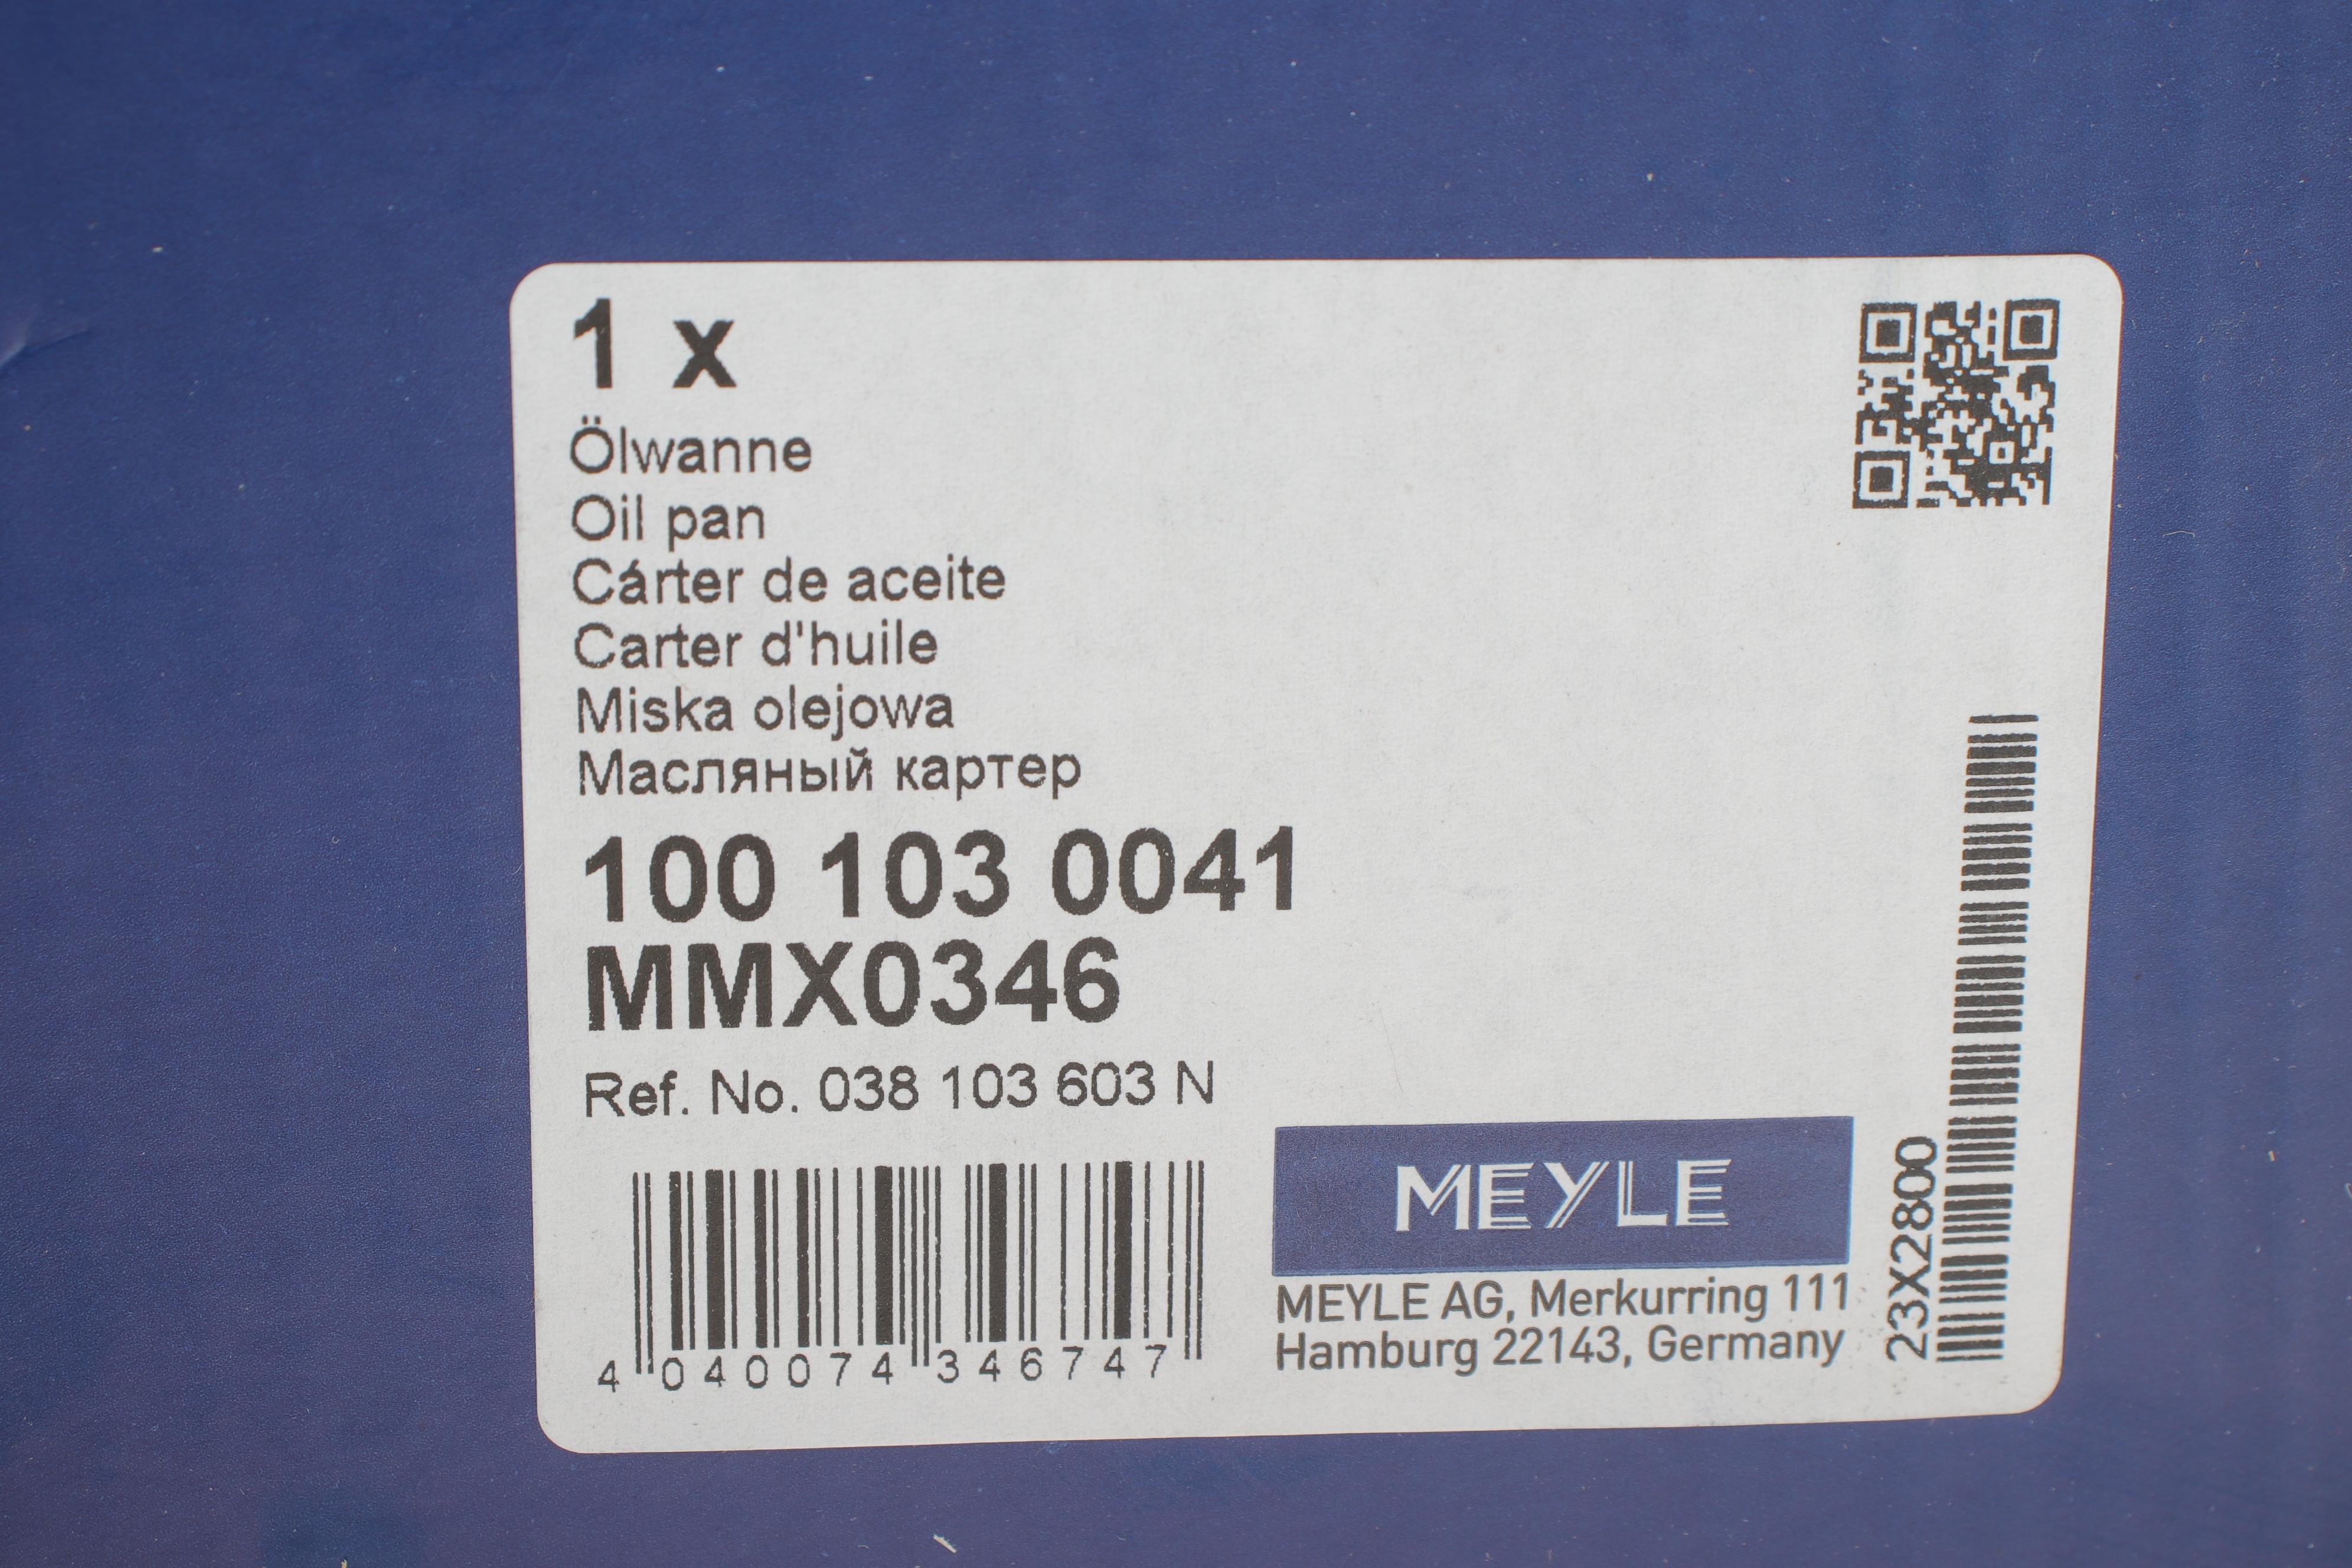 1 x
Ölwanne
Oil pan
Cárter de aceite
Carter d'huile
Miska olejowa
Масляный картер
100 103 0041
MMX0346
Ref. No. 038 103 603 N
4 040074 346747
MEYLE
MEYLE AG, Merkurring 111
Hamburg 22143, Germany
23X2800